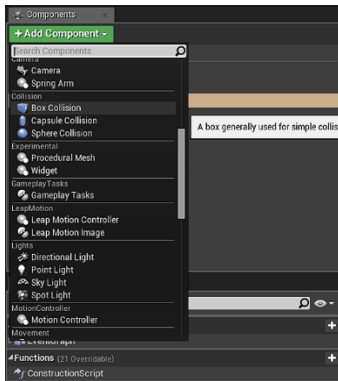 Components
+Add Component
Search Components
Camera
Camera
Spring Arm
Collision
Box Collision
Capsule Collision
A box generally used for simple collis
Sphere Collision
Experimental
Procedural Mesh
Widget
GameplayTasks
Gameplay Tasks
LeapMotion
Leap Motion Controller
Leap Motion Image
Lights
Directional Light
Point Light
Sky Light
Spot Light
MotionController
Motion Controller
Movement
EventGraph
Functions (21 Overridable)
ConstructionScript